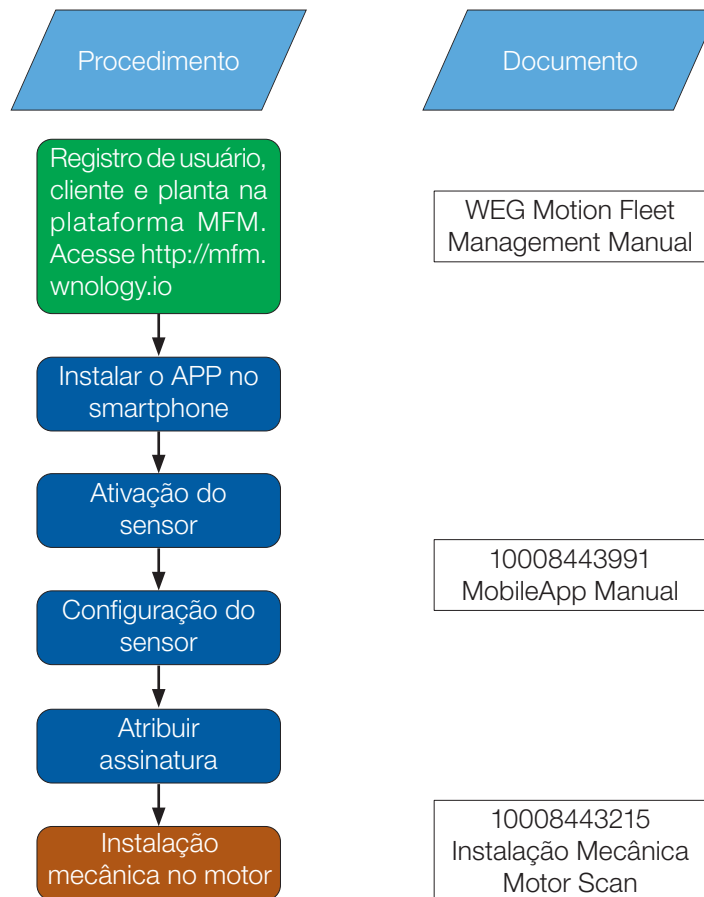 Procedimento
Documento
Registro de usuário,
cliente e planta na
plataforma MFM.
Acesse http://mfm.
wnology.io
WEG Motion Fleet
Management Manual
Instalar o APP no
smartphone
Ativação do
sensor
10008443991
MobileApp Manual
Configuração do
sensor
Atribuir
assinatura
Instalação
mecânica no motor
10008443215
Instalação Mecânica
Motor Scan